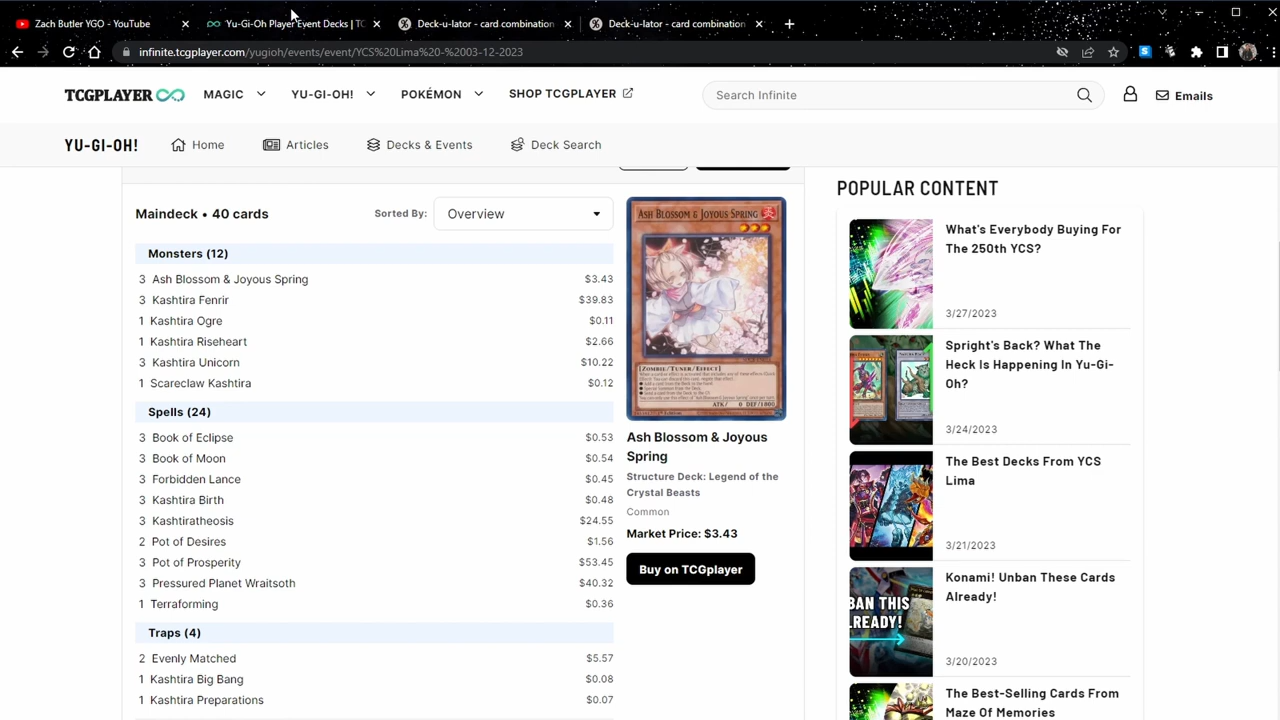 Zach Butler YGO - YouTube
Yu-Gi-Oh Player Event Decks | TC
Deck-u-lator - card combination
Deck-u-lator - card combination
infinite.tcgplayer.com/yugioh/events/event/YCS%20Lima%20-%2003-12-2023
TCGPLAYER
MAGIC
YU-GI-OH!
POKÉMON
SHOP TCGPLAYER
Search Infinite
Emails
YU-GI-OH!
Home
Articles
Decks & Events
Deck Search
Maindeck • 40 cards
Sorted By:
Overview
Monsters (12)
3 Ash Blossom & Joyous Spring $3.43
3 Kashtira Fenrir $39.83
1 Kashtira Ogre $0.11
1 Kashtira Riseheart $2.66
3 Kashtira Unicorn $10.22
1 Scareclaw Kashtira $0.12
Spells (24)
3 Book of Eclipse $0.53
3 Book of Moon $0.54
3 Forbidden Lance $0.45
3 Kashtira Birth $0.48
3 Kashtiratheosis $24.55
2 Pot of Desires $1.56
3 Pot of Prosperity $53.45
3 Pressured Planet Wraitsoth $40.32
1 Terraforming $0.36
Traps (4)
2 Evenly Matched $5.57
1 Kashtira Big Bang $0.08
1 Kashtira Preparations $0.07
Ash Blossom & Joyous Spring
[ZOMBIE/TUNER/EFFECT]
ATK/ 0 DEF/1800
Ash Blossom & Joyous
Spring
Structure Deck: Legend of the
Crystal Beasts
Common
Market Price: $3.43
Buy on TCGplayer
POPULAR CONTENT
What's Everybody Buying For
The 250th YCS?
3/27/2023
Spright's Back? What The
Heck Is Happening In Yu-Gi-
Oh?
3/24/2023
The Best Decks From YCS
Lima
3/21/2023
BAN THIS
LREADY!
Konami! Unban These Cards
Already!
3/20/2023
The Best-Selling Cards From
Maze Of Memories